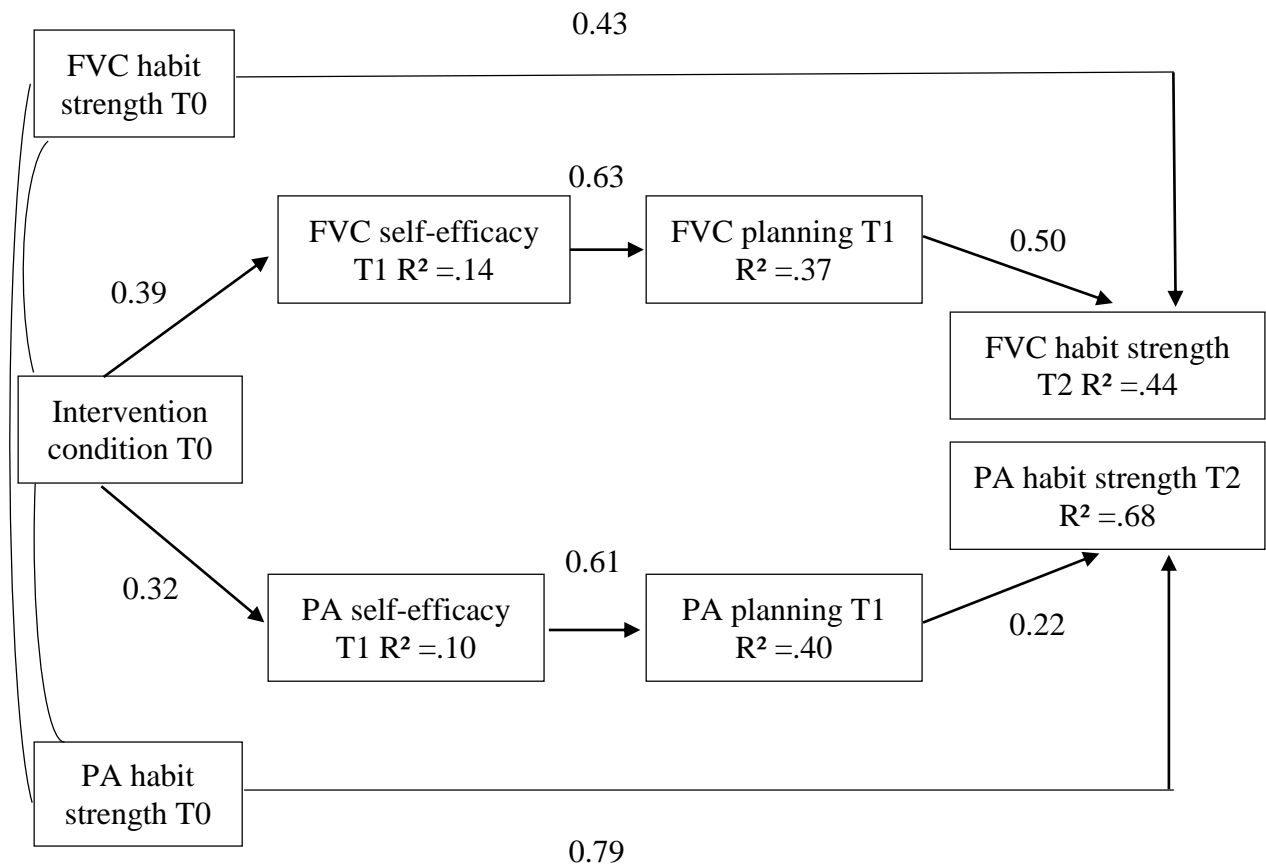 0.43
FVC habit
strength T0
0.63
FVC self-efficacy
T1 R² =.14
FVC planning T1
R² =.37
0.50
0.39
FVC habit strength
T2 R² =.44
Intervention
condition T0
PA habit strength T2
R² =.68
0.32
0.61
PA self-efficacy
T1 R² =.10
PA planning T1
R² =.40
0.22
PA habit
strength T0
0.79